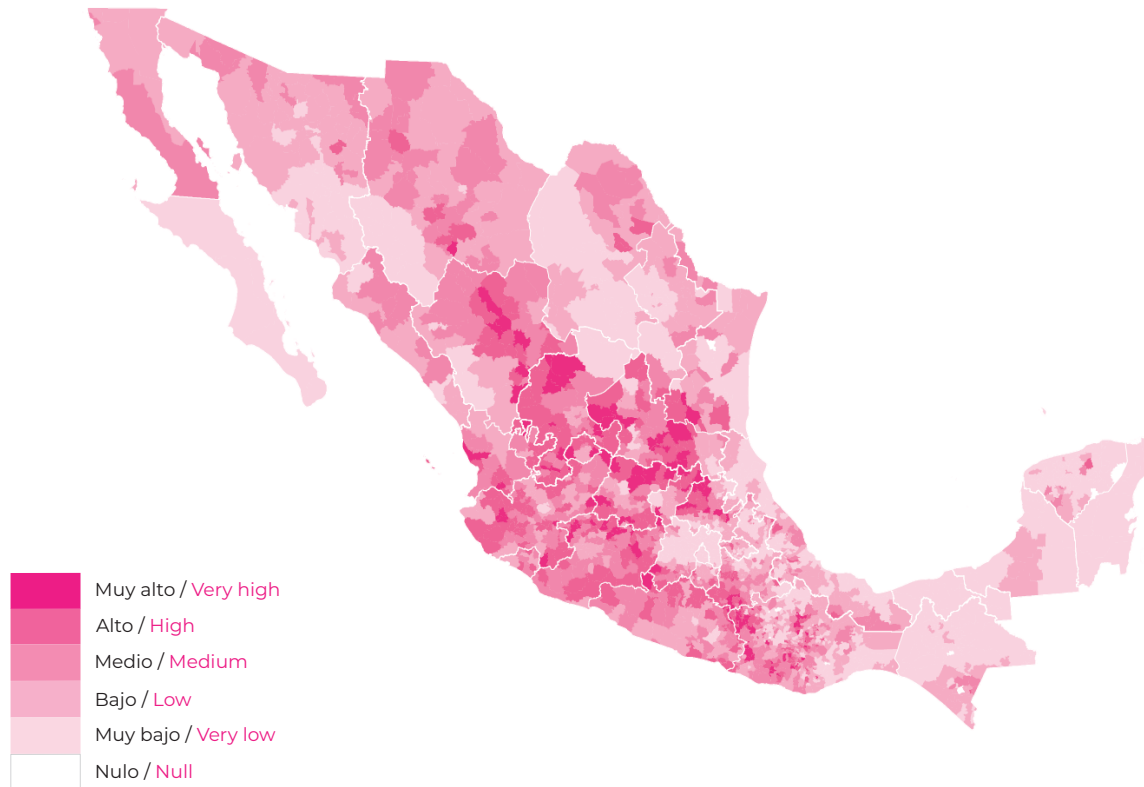 Muy alto / Very high
Alto / High
Medio / Medium
Bajo / Low
Muy bajo / Very low
Nulo / Null